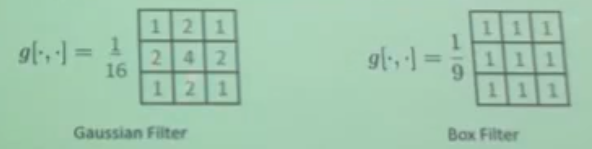 g[·,·] = 1/16
1 2 1
2 4 2
1 2 1
Gaussian Filter
g[·,·] = 1/9
1 1 1
1 1 1
1 1 1
Box Filter